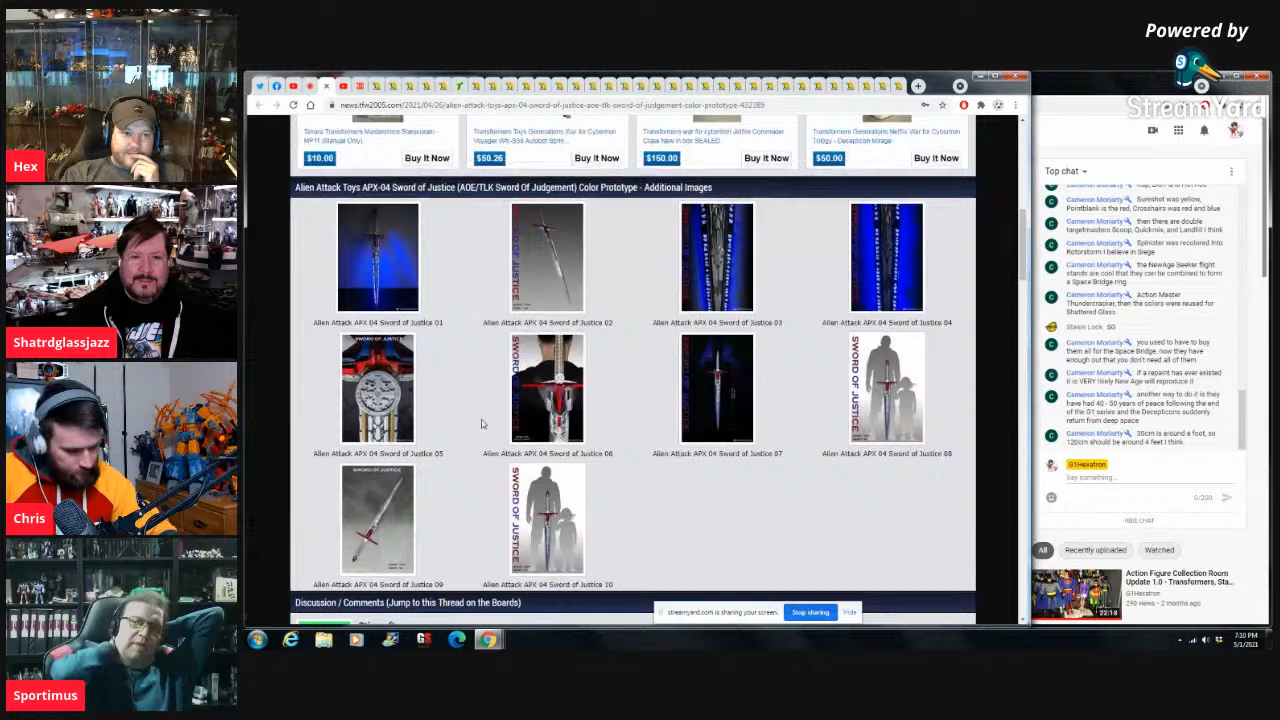 Powered by
StreamYard
Hex
Shatrdglassjazz
Chris
Sportimus
news.tfw2005.com/2021/04/26/alien-attack-toys-apx-04-sword-of-justice-aoe-tlk-sword-of-judgement-color-prototype-432389
Takara Transformers Masterpiece Starscream -
MP11 (Manual Only).
$10.00
Buy It Now
Transformers Toys Generations War for Cybertron
$50.26
Buy It Now
Transformers war for cybertron Jetfire Commander
Class New in box SEALED.
$150.00
Buy It Now
Transformers Generations Netflix War for Cybertron
Trilogy - Decepticon Mirage
$50.00
Buy It Now
Alien Attack Toys APX-04 Sword of Justice (AOE/TLK Sword Of Judgement) Color Prototype - Additional Images
Alien Attack APX 04 Sword of Justice 01
Alien Attack APX 04 Sword of Justice 02
Alien Attack APX 04 Sword of Justice 03
Alien Attack APX 04 Sword of Justice 04
SWORD OF JUSTICE
Alien Attack APX 04 Sword of Justice 05
Alien Attack APX 04 Sword of Justice 06
Alien Attack APX 04 Sword of Justice 07
SWORD OF JUSTICE
Alien Attack APX 04 Sword of Justice 08
Alien Attack APX 04 Sword of Justice 09
SWORD OF JUSTICE
Alien Attack APX 04 Sword of Justice 10
Discussion / Comments (Jump to this Thread on the Boards)
streamyard.com is sharing your screen.
Stop sharing
Hide
Top chat
Cameron Moriarty Sureshot was yellow,
Pointblank is the red, Crosshairs was red and blue
Cameron Moriarty then there are double
targetmasters Scoop, Quickmix, and Landfill I think
Cameron Moriarty Spinister was recolored into
Rotorstorm I believe in Siege
Cameron Moriarty the NewAge Seeker flight
stands are cool that they can be combined to form
a Space Bridge ring
Cameron Moriarty Action Master
Thundercracker, then the colors were reused for
Shattered Glass
Stasis Lock SG
Cameron Moriarty you used to have to buy
them all for the Space Bridge, now they have
enough out that you don't need all of them
Cameron Moriarty if a repaint has ever existed
it is VERY likely New Age will reproduce it
Cameron Moriarty another way to do it is they
have had 40 - 50 years of peace following the end
of the G1 series and the Decepticons suddenly
return from deep space
Cameron Moriarty 30cm is around a foot, so
120cm should be around 4 feet I think
G1Hexatron
Say something...
0/200
HIDE CHAT
All
Recently uploaded
Watched
Action Figure Collection Room
Update 1.0 - Transformers, Sta...
G1Hexatron
290 views • 2 months ago
22:18
7:10 PM
5/1/2021